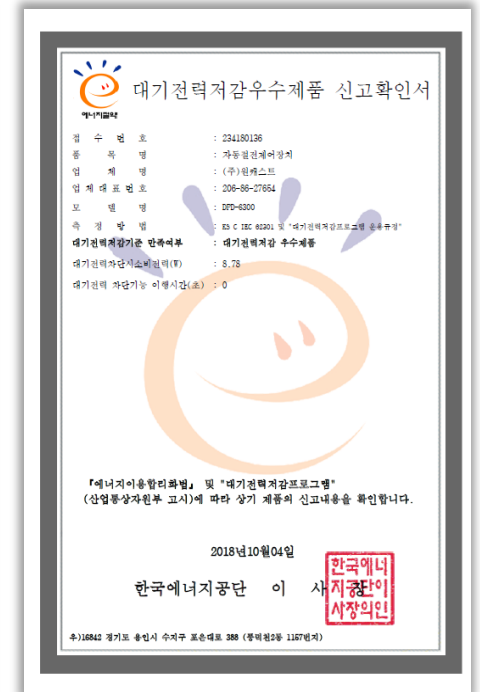 대기전력저감우수제품 신고확인서
에너지절약
접 수 번 호 : 234180136
품 목 명 : 자동절전제어장치
업 체 명 : (주)원캐스트
업 체 대 표 번 호 : 206-86-27654
모 델 명 : DFD-6300
측 정 방 법 : KS C IEC 62301 및 "대기전력저감프로그램 운용규정"
대기전력저감기준 만족여부 : 대기전력저감 우수제품
대기전력차단시소비전력(W) : 8.78
대기전력 차단기능 이행시간(초) : 0
『에너지이용합리화법』 및 "대기전력저감프로그램"
(산업통상자원부 고시)에 따라 상기 제품의 신고내용을 확인합니다.
2018년10월04일
한국에너지공단 이 사 장
한국에너
지공단이
사장의인
우)16842 경기도 용인시 수지구 포은대로 388 (풍덕천2동 1157번지)